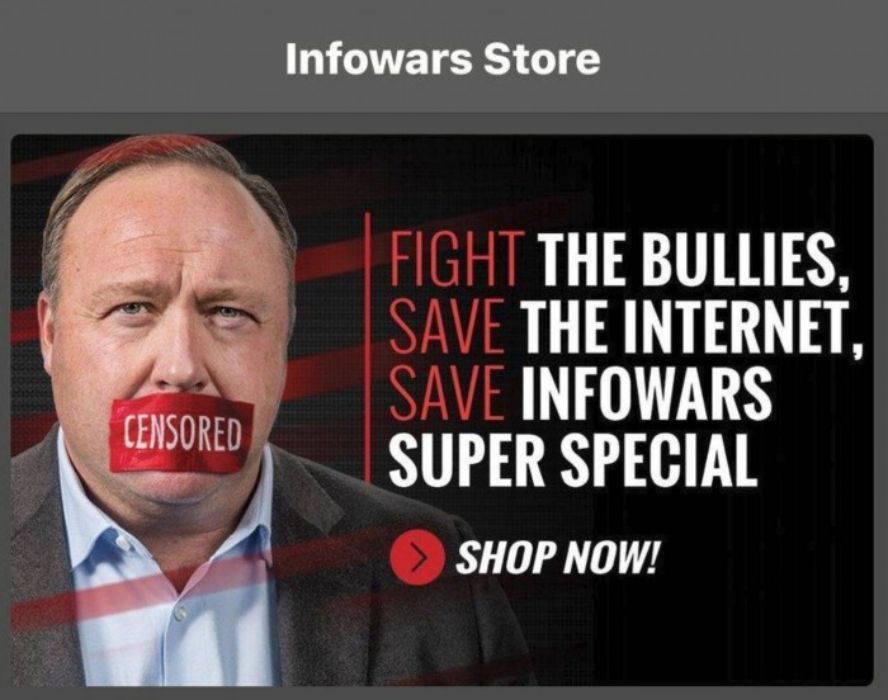 Infowars Store
CENSORED
FIGHT THE BULLIES,
SAVE THE INTERNET,
SAVE INFOWARS
SUPER SPECIAL
SHOP NOW!